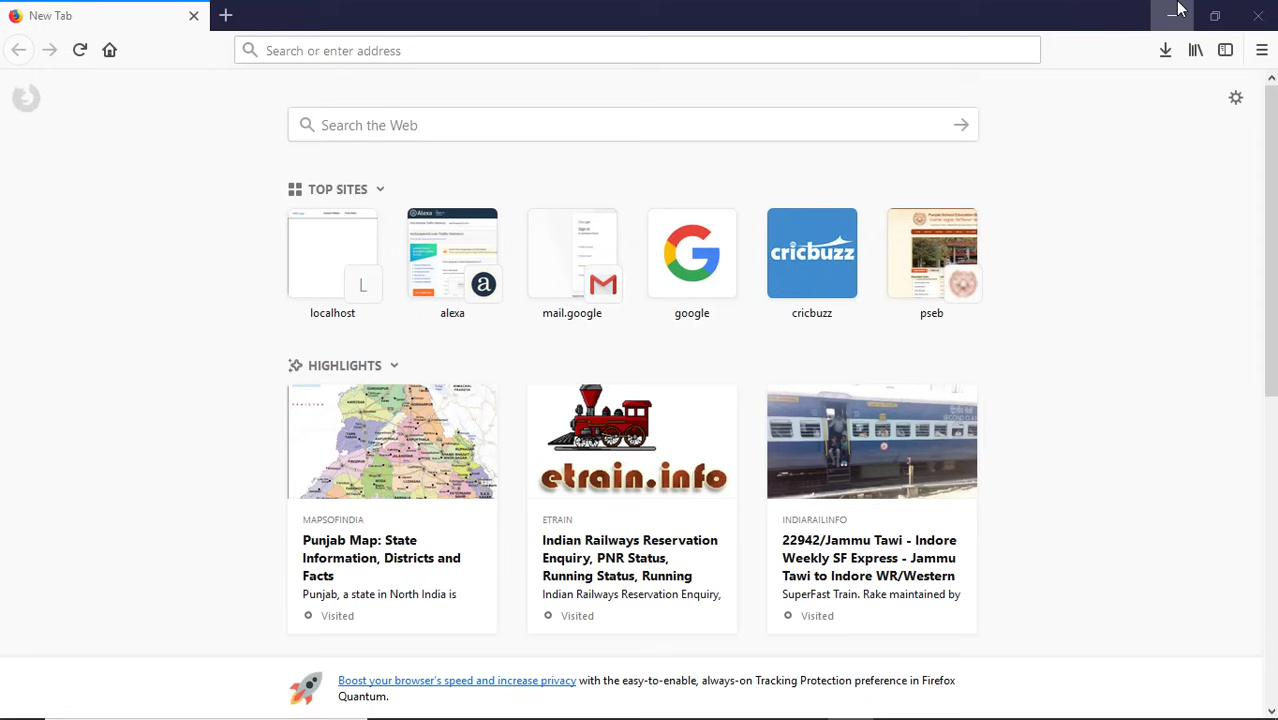 New Tab
Search or enter address
Search the Web
TOP SITES
L
a
cricbuzz
localhost
alexa
mail.google
google
cricbuzz
pseb
HIGHLIGHTS
etrain.info
MAPSOFINDIA
Punjab Map: State
Information, Districts and
Facts
Punjab, a state in North India is
Visited
ETRAIN
Indian Railways Reservation
Enquiry, PNR Status,
Running Status, Running
Indian Railways Reservation Enquiry,
Visited
INDIARAILINFO
22942/Jammu Tawi - Indore
Weekly SF Express - Jammu
Tawi to Indore WR/Western
SuperFast Train. Rake maintained by
Visited
Boost your browser's speed and increase privacy with the easy-to-enable, always-on Tracking Protection preference in Firefox
Quantum.